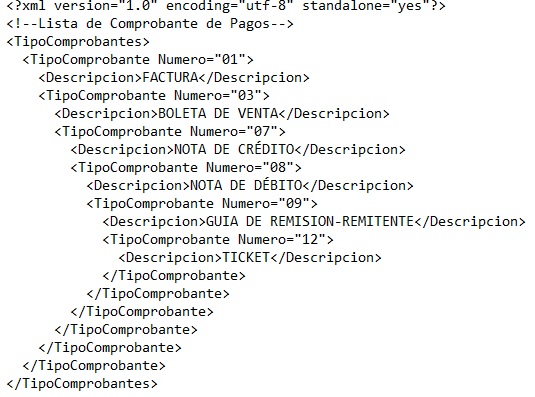 <?xml version="1.0" encoding="utf-8" standalone="yes"?>
<!--Lista de Comprobante de Pagos-->
<TipoComprobantes>
  <TipoComprobante Numero="01">
    <Descripcion>FACTURA</Descripcion>
    <TipoComprobante Numero="03">
      <Descripcion>BOLETA DE VENTA</Descripcion>
      <TipoComprobante Numero="07">
        <Descripcion>NOTA DE CRÉDITO</Descripcion>
        <TipoComprobante Numero="08">
          <Descripcion>NOTA DE DÉBITO</Descripcion>
          <TipoComprobante Numero="09">
            <Descripcion>GUIA DE REMISION-REMITENTE</Descripcion>
            <TipoComprobante Numero="12">
              <Descripcion>TICKET</Descripcion>
            </TipoComprobante>
          </TipoComprobante>
        </TipoComprobante>
      </TipoComprobante>
    </TipoComprobante>
  </TipoComprobante>
</TipoComprobantes>